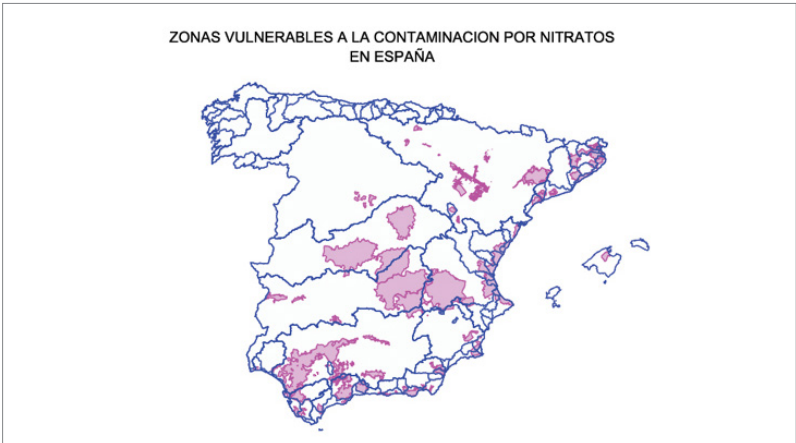 ZONAS VULNERABLES A LA CONTAMINACION POR NITRATOS
EN ESPAÑA